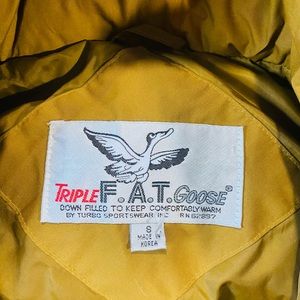 TRIPLE F.A.T. GOOSE®
DOWN FILLED TO KEEP COMFORTABLY WARM
BY TURBO SPORTSWEAR INC. RN 62897
S
MADE IN
KOREA